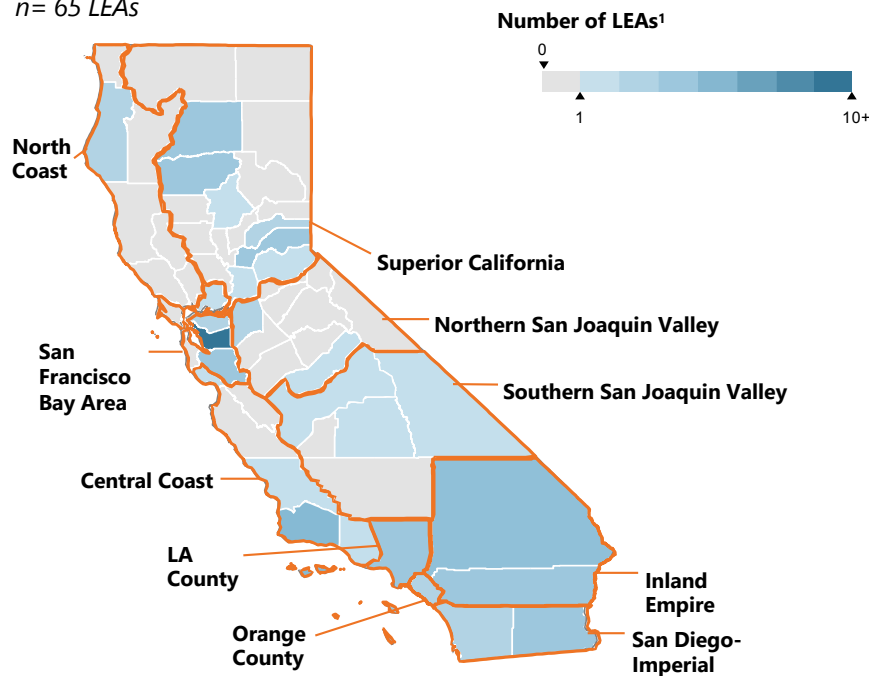 n= 65 LEAs
Number of LEAs¹
0
1
10+
North
Coast
Superior California
Northern San Joaquin Valley
San
Francisco
Bay Area
Southern San Joaquin Valley
Central Coast
LA
County
Inland
Empire
Orange
County
San Diego-
Imperial